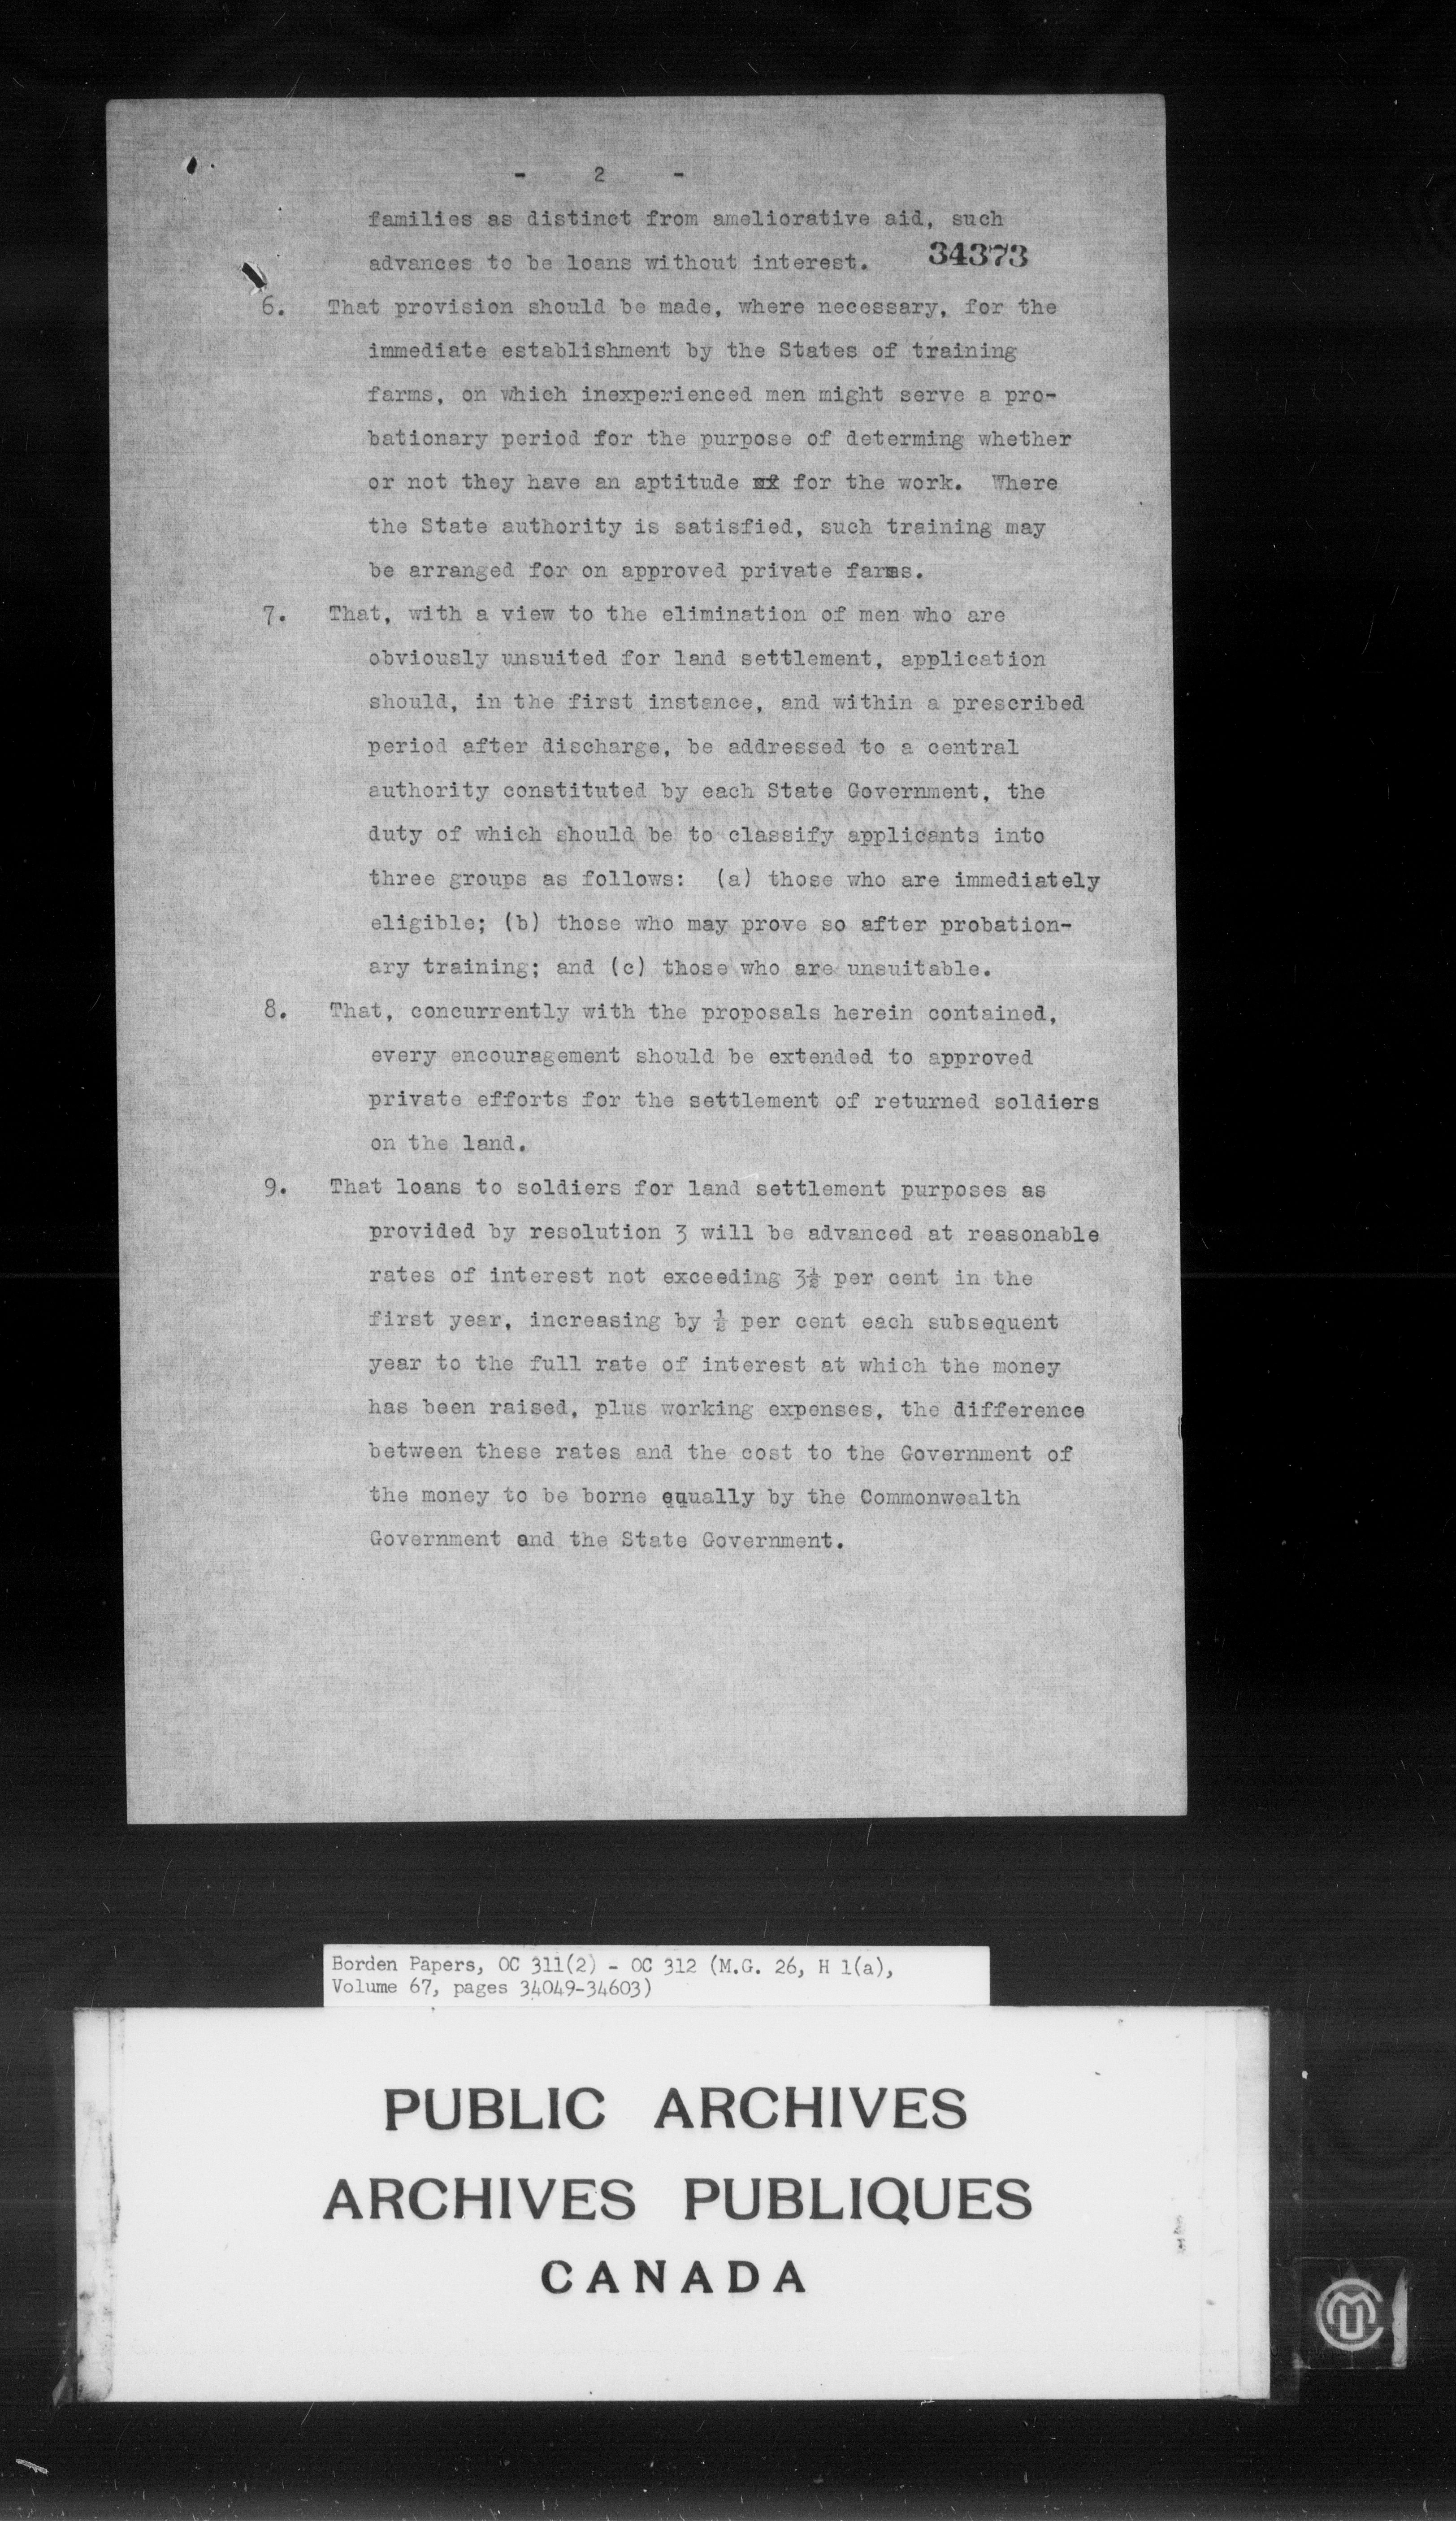 - 2 -
families as distinct from ameliorative aid, such
advances to be loans without interest.
34373
6. That provision should be made, where necessary, for the
immediate establishment by the States of training
farms, on which inexperienced men might serve a pro-
bationary period for the purpose of determing whether
or not they have an aptitude for the work. Where
the State authority is satisfied, such training may
be arranged for on approved private farms.
7. That, with a view to the elimination of men who are
obviously unsuited for land settlement, application
should, in the first instance, and within a prescribed
period after discharge, be addressed to a central
authority constituted by each State Government, the
duty of which should be to classify applicants into
three groups as follows: (a) those who are immediately
eligible; (b) those who may prove so after probation-
ary training; and (c) those who are unsuitable.
8. That, concurrently with the proposals herein contained,
every encouragement should be extended to approved
private efforts for the settlement of returned soldiers
on the land.
9. That loans to soldiers for land settlement purposes as
provided by resolution 3 will be advanced at reasonable
rates of interest not exceeding 3½ per cent in the
first year, increasing by ½ per cent each subsequent
year to the full rate of interest at which the money
has been raised, plus working expenses, the difference
between these rates and the cost to the Government of
the money to be borne equally by the Commonwealth
Government and the State Government.
Borden Papers, OC 311(2) - OC 312 (M.G. 26, H 1(a),
Volume 67, pages 34049-34603)
PUBLIC ARCHIVES
ARCHIVES PUBLIQUES
CANADA